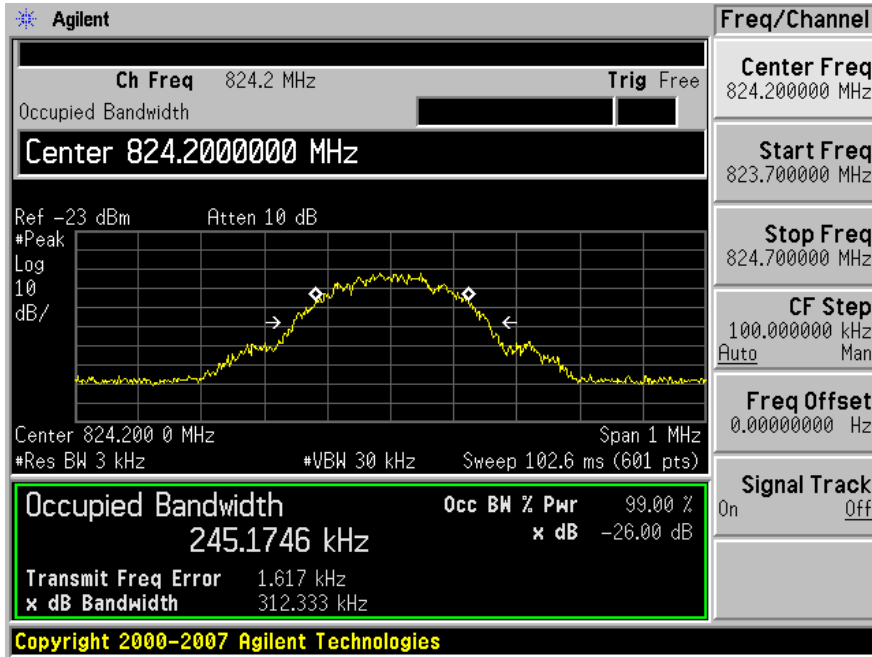 Agilent
Freq/Channel
Ch Freq 824.2 MHz Trig Free
Occupied Bandwidth
Center 824.2000000 MHz
Ref -23 dBm Atten 10 dB
#Peak
Log
10
dB/
Center 824.200 0 MHz Span 1 MHz
#Res BW 3 kHz #VBW 30 kHz Sweep 102.6 ms (601 pts)
Occupied Bandwidth Occ BW % Pwr 99.00 %
245.1746 kHz x dB -26.00 dB
Transmit Freq Error 1.617 kHz
x dB Bandwidth 312.333 kHz
Copyright 2000-2007 Agilent Technologies
Center Freq
824.200000 MHz
Start Freq
823.700000 MHz
Stop Freq
824.700000 MHz
CF Step
100.000000 kHz
Auto Man
Freq Offset
0.00000000 Hz
Signal Track
On Off